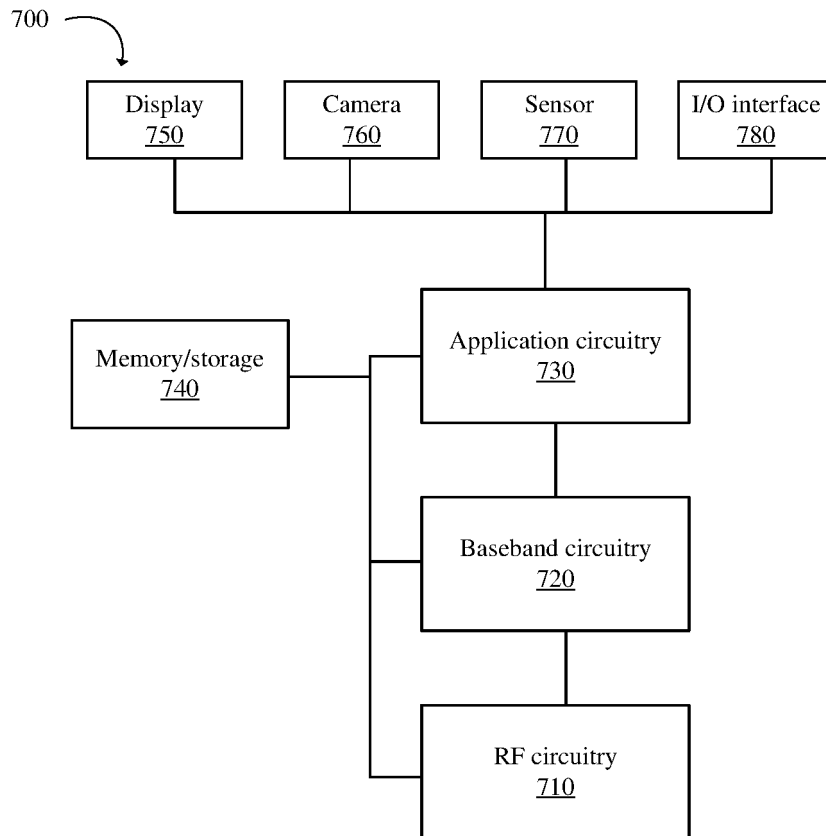 700
Display
750
Camera
760
Sensor
770
I/O interface
780
Application circuitry
730
Memory/storage
740
Baseband circuitry
720
RF circuitry
710